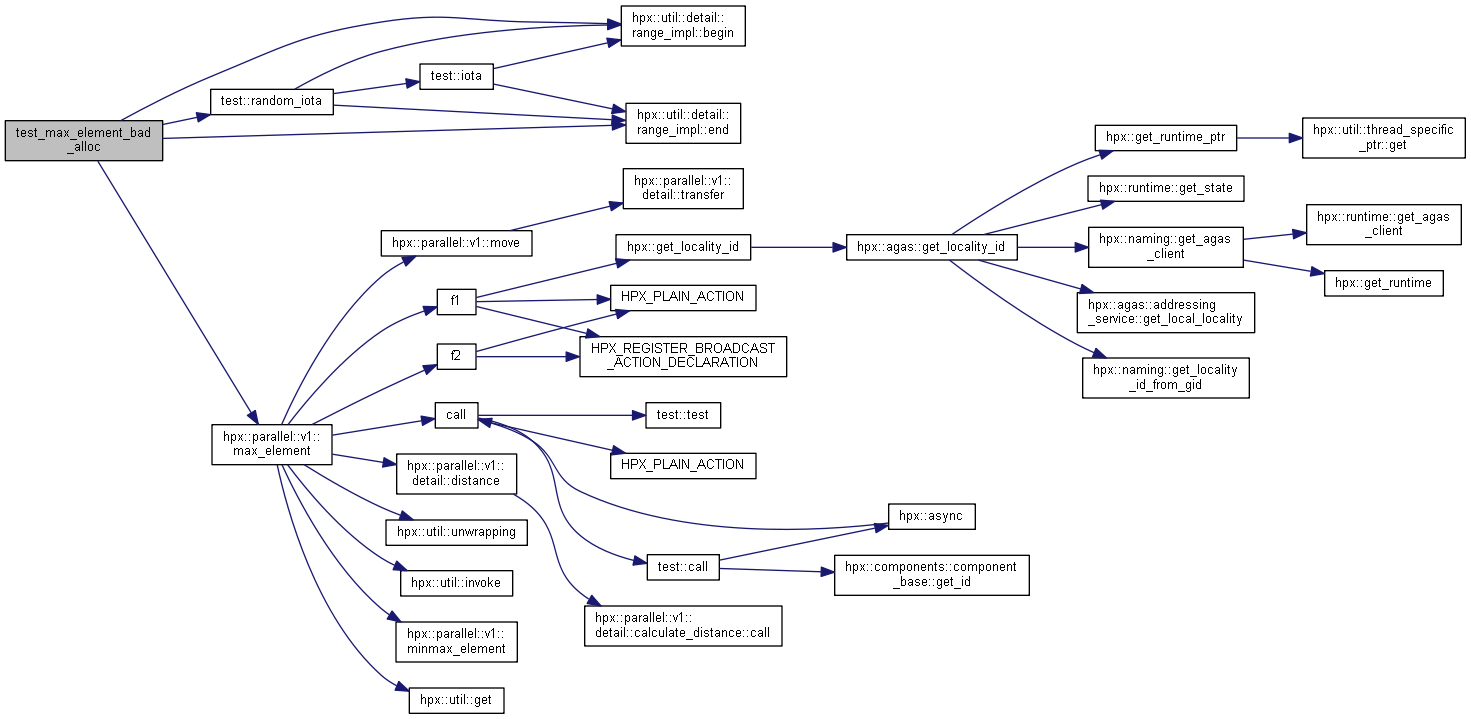 hpx::util::detail::
range_impl::begin
test::iota
test::random_iota
hpx::util::detail::
range_impl::end
test_max_element_bad
_alloc
hpx::get_runtime_ptr
hpx::util::thread_specific
_ptr::get
hpx::parallel::v1::
detail::transfer
hpx::runtime::get_state
hpx::parallel::v1::move
hpx::get_locality_id
hpx::agas::get_locality_id
hpx::naming::get_agas
_client
hpx::runtime::get_agas
_client
hpx::get_runtime
f1
HPX_PLAIN_ACTION
hpx::agas::addressing
_service::get_local_locality
f2
HPX_REGISTER_BROADCAST
_ACTION_DECLARATION
hpx::naming::get_locality
_id_from_gid
call
test::test
hpx::parallel::v1::
max_element
HPX_PLAIN_ACTION
hpx::parallel::v1::
detail::distance
hpx::async
hpx::util::unwrapping
test::call
hpx::components::component
_base::get_id
hpx::util::invoke
hpx::parallel::v1::
detail::calculate_distance::call
hpx::parallel::v1::
minmax_element
hpx::util::get